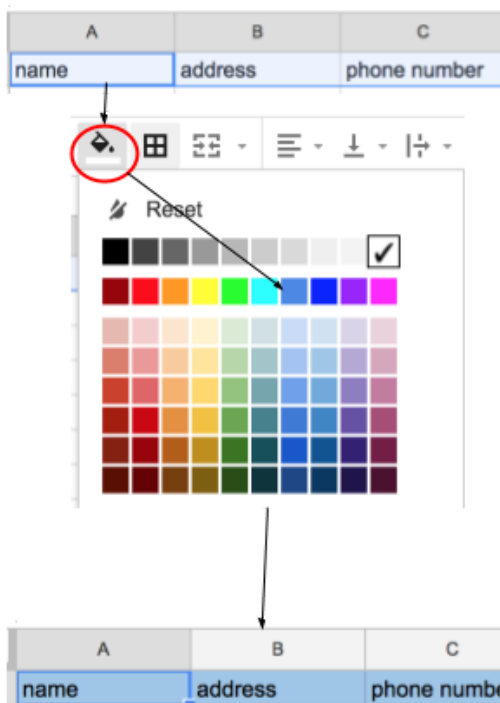 A B C
name address phone number
Reset
A B C
name address phone numbe